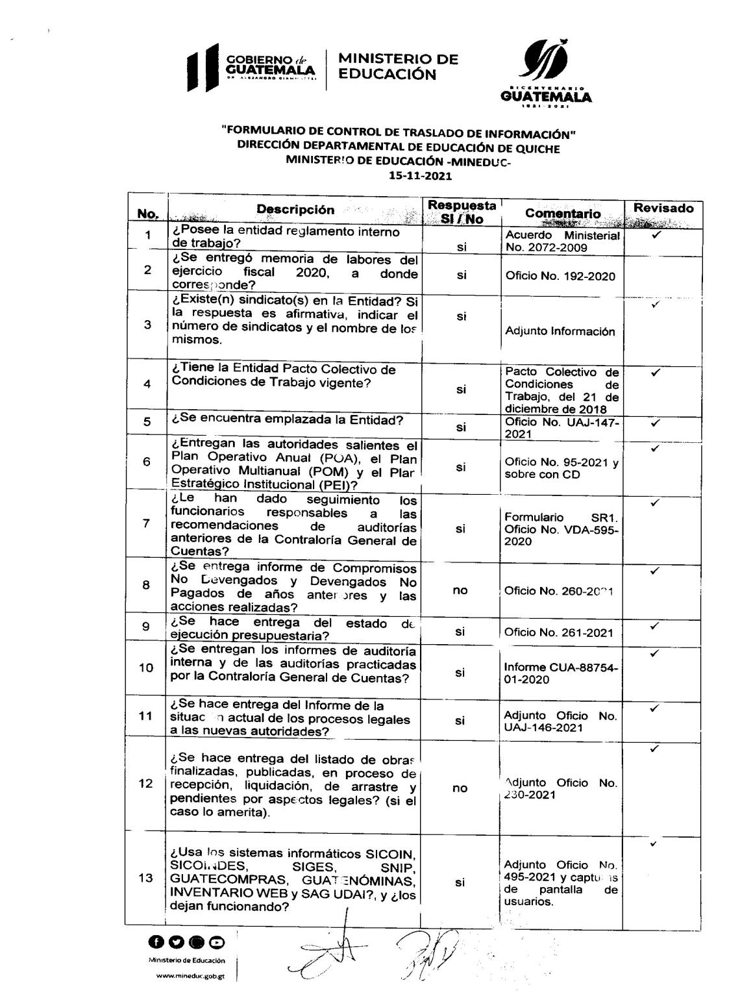 GOBIERNO de
GUATEMALA
DR. ALEJANDRO GIAMMATTEI
MINISTERIO DE
EDUCACIÓN
BICENTENARIO
GUATEMALA
1821-2021
"FORMULARIO DE CONTROL DE TRASLADO DE INFORMACIÓN"
DIRECCIÓN DEPARTAMENTAL DE EDUCACIÓN DE QUICHE
MINISTERIO DE EDUCACIÓN -MINEDUC-
15-11-2021
No.
Descripción
Respuesta
SI / No
Comentario
Revisado
1
¿Posee la entidad reglamento interno
de trabajo?
si
Acuerdo Ministerial
No. 2072-2009
✓
2
¿Se entregó memoria de labores del
ejercicio fiscal 2020, a donde
corresponde?
si
Oficio No. 192-2020
3
¿Existe(n) sindicato(s) en la Entidad? Si
la respuesta es afirmativa, indicar el
número de sindicatos y el nombre de los
mismos.
si
Adjunto Información
✓
4
¿Tiene la Entidad Pacto Colectivo de
Condiciones de Trabajo vigente?
si
Pacto Colectivo de
Condiciones de
Trabajo, del 21 de
diciembre de 2018
✓
5
¿Se encuentra emplazada la Entidad?
si
Oficio No. UAJ-147-
2021
✓
6
¿Entregan las autoridades salientes el
Plan Operativo Anual (POA), el Plan
Operativo Multianual (POM) y el Plan
Estratégico Institucional (PEI)?
si
Oficio No. 95-2021 y
sobre con CD
✓
7
¿Le han dado seguimiento los
funcionarios responsables a las
recomendaciones de auditorías
anteriores de la Contraloría General de
Cuentas?
si
Formulario SR1.
Oficio No. VDA-595-
2020
✓
8
¿Se entrega informe de Compromisos
No Devengados y Devengados No
Pagados de años anteriores y las
acciones realizadas?
no
Oficio No. 260-2021
✓
9
¿Se hace entrega del estado de
ejecución presupuestaria?
si
Oficio No. 261-2021
✓
10
¿Se entregan los informes de auditoría
interna y de las auditorías practicadas
por la Contraloría General de Cuentas?
si
Informe CUA-88754-
01-2020
✓
11
¿Se hace entrega del Informe de la
situación actual de los procesos legales
a las nuevas autoridades?
si
Adjunto Oficio No.
UAJ-146-2021
✓
12
¿Se hace entrega del listado de obras
finalizadas, publicadas, en proceso de
recepción, liquidación, de arrastre y
pendientes por aspectos legales? (si el
caso lo amerita).
no
Adjunto Oficio No.
230-2021
✓
13
¿Usa los sistemas informáticos SICOIN,
SICOINDES, SIGES, SNIP,
GUATECOMPRAS, GUATENÓMINAS,
INVENTARIO WEB y SAG UDAI?, y ¿los
dejan funcionando?
si
Adjunto Oficio No.
495-2021 y capturas
de pantalla de
usuarios.
✓
Ministerio de Educación
www.mineduc.gob.gt